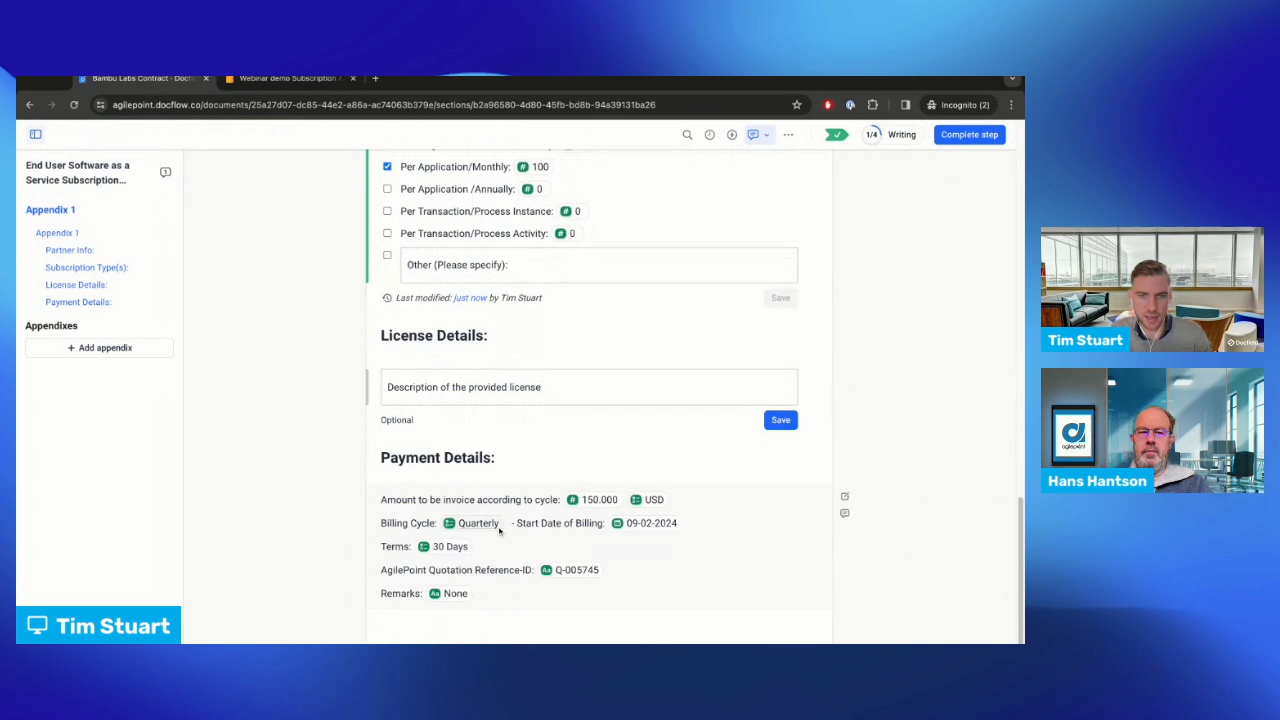 Bambu Labs Contract - Docf
Webinar demo Subscription /
agilepoint.docflow.co/documents/25a27d07-dc85-44e2-a86a-ac74063b379e/sections/b2a96580-4d80-45fb-bd8b-94a39131ba26
Incognito (2)
1/4
Writing
Complete step
End User Software as a
Service Subscription...
1
Appendix 1
Appendix 1
Partner Info:
Subscription Type(s):
License Details:
Payment Details:
Appendixes
+ Add appendix
Per Application/Monthly: # 100
Per Application /Annually: # 0
Per Transaction/Process Instance: # 0
Per Transaction/Process Activity: # 0
Other (Please specify):
Last modified: just now by Tim Stuart
Save
License Details:
Description of the provided license
Optional
Save
Payment Details:
Amount to be invoice according to cycle: # 150.000 USD
Billing Cycle: Quarterly - Start Date of Billing: 09-02-2024
Terms: 30 Days
AgilePoint Quotation Reference-ID: Aa Q-005745
Remarks: Aa None
Tim Stuart
Tim Stuart
Docfield
agilepoint
Hans Hantson